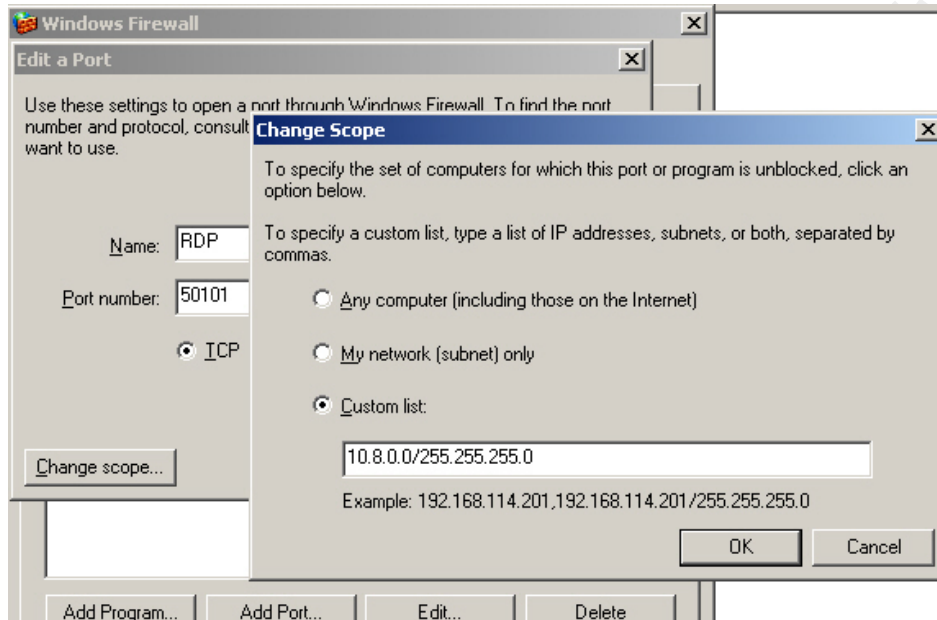 Windows Firewall
Edit a Port
Use these settings to open a port through Windows Firewall. To find the port
number and protocol, consult
want to use.
Name:
RDP
Port number:
50101
TCP
Change scope...
Change Scope
To specify the set of computers for which this port or program is unblocked, click an
option below.
To specify a custom list, type a list of IP addresses, subnets, or both, separated by
commas.
Any computer (including those on the Internet)
My network (subnet) only
Custom list:
10.8.0.0/255.255.255.0
Example: 192.168.114.201,192.168.114.201/255.255.255.0
OK
Cancel
Add Program...
Add Port...
Edit...
Delete